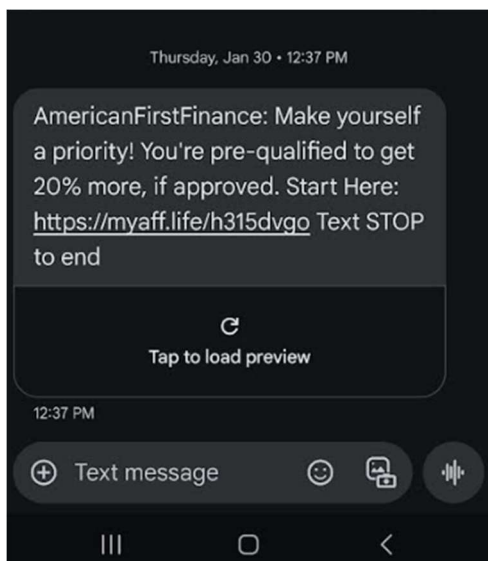 Thursday, Jan 30 • 12:37 PM
AmericanFirstFinance: Make yourself
a priority! You're pre-qualified to get
20% more, if approved. Start Here:
https://myaff.life/h315dvgo Text STOP
to end
Tap to load preview
12:37 PM
Text message